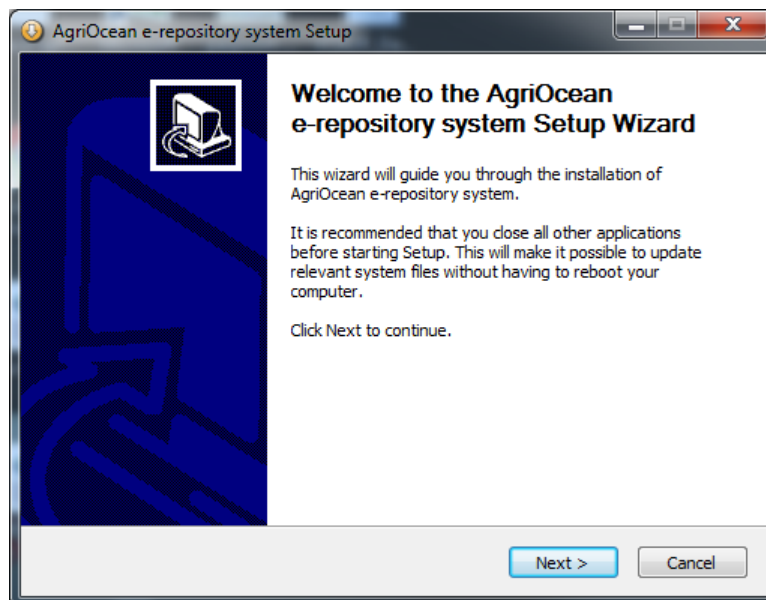 AgriOcean e-repository system Setup
Welcome to the AgriOcean
e-repository system Setup Wizard
This wizard will guide you through the installation of
AgriOcean e-repository system.
It is recommended that you close all other applications
before starting Setup. This will make it possible to update
relevant system files without having to reboot your
computer.
Click Next to continue.
Next >
Cancel